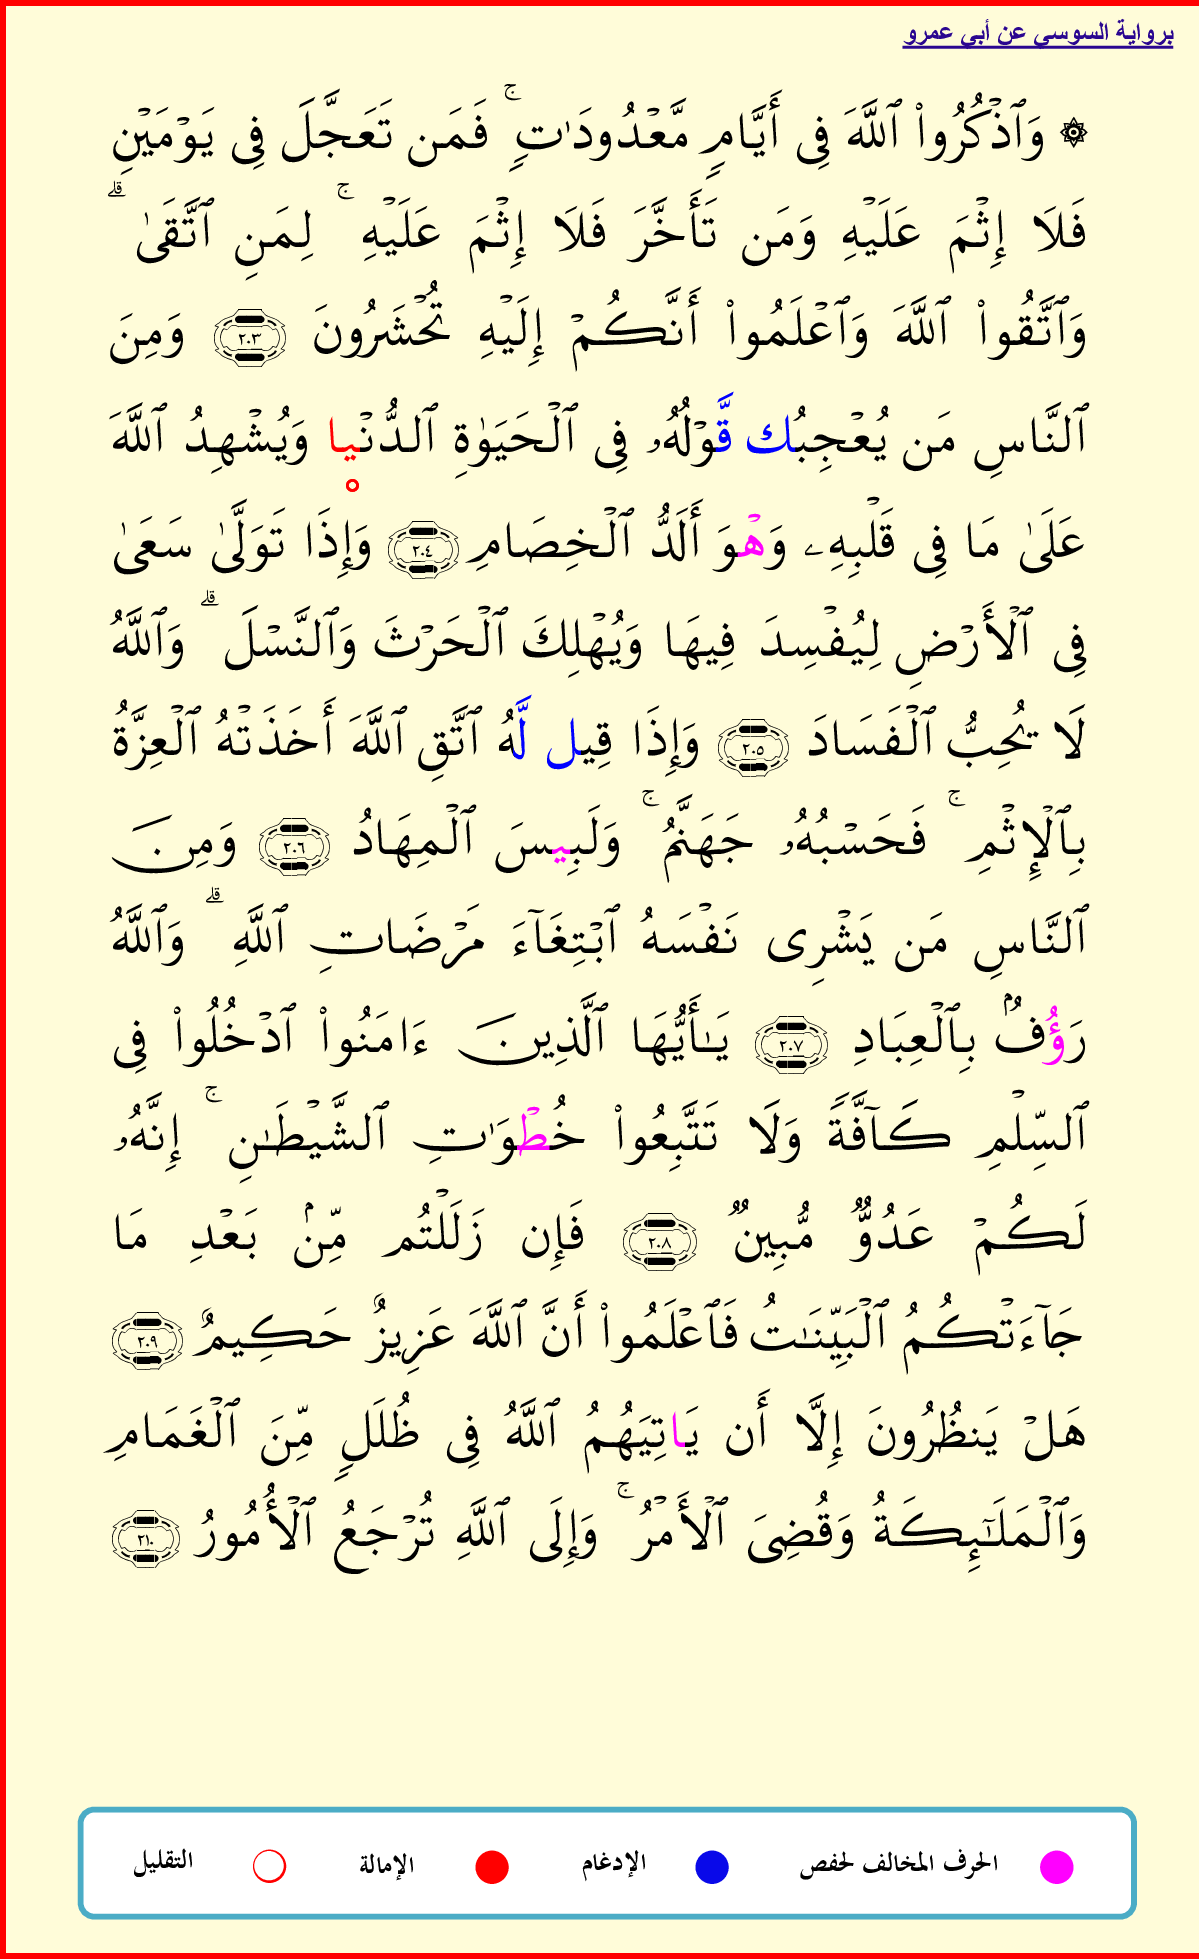 برواية السوسي عن أبي عمرو
۞ وَٱذۡكُرُوا۟ ٱللَّهَ فِى أَيَّامٍ مَّعۡدُودَٰتٍ ۚ فَمَن تَعَجَّلَ فِى يَوۡمَيۡنِ
فَلَا إِثۡمَ عَلَيۡهِ وَمَن تَأَخَّرَ فَلَا إِثۡمَ عَلَيۡهِ ۚ لِمَنِ ٱتَّقَىٰ ۗ
وَٱتَّقُوا۟ ٱللَّهَ وَٱعۡلَمُوا۟ أَنَّكُمۡ إِلَيۡهِ تُحۡشَرُونَ ٢٠٣ وَمِنَ
ٱلنَّاسِ مَن يُعۡجِبُك قَّوۡلُهُۥ فِى ٱلۡحَيَوٰةِ ٱلدُّنۡيا وَيُشۡهِدُ ٱللَّهَ
عَلَىٰ مَا فِى قَلۡبِهِۦ وَهۡوَ أَلَدُّ ٱلۡخِصَامِ ٢٠٤ وَإِذَا تَوَلَّىٰ سَعَىٰ
فِى ٱلۡأَرۡضِ لِيُفۡسِدَ فِيهَا وَيُهۡلِكَ ٱلۡحَرۡثَ وَٱلنَّسۡلَ ۗ وَٱللَّهُ
لَا يُحِبُّ ٱلۡفَسَادَ ٢٠٥ وَإِذَا قِيل لَّهُ ٱتَّقِ ٱللَّهَ أَخَذَتۡهُ ٱلۡعِزَّةُ
بِٱلۡإِثۡمِ ۚ فَحَسۡبُهُۥ جَهَنَّمُ ۚ وَلَبِيسَ ٱلۡمِهَادُ ٢٠٦ وَمِنَ
ٱلنَّاسِ مَن يَشۡرِى نَفۡسَهُ ٱبۡتِغَآءَ مَرۡضَاتِ ٱللَّهِ ۗ وَٱللَّهُ
رَؤُفٌۢ بِٱلۡعِبَادِ ٢٠٧ يَـٰأَيُّهَا ٱلَّذِينَ ءَامَنُوا۟ ٱدۡخُلُوا۟ فِى
ٱلسِّلۡمِ كَآفَّةً وَلَا تَتَّبِعُوا۟ خُطۡوَٰتِ ٱلشَّيۡطَـٰنِ ۚ إِنَّهُۥ
لَكُمۡ عَدُوٌّ مُّبِينٌ ٢٠٨ فَإِن زَلَلۡتُم مِّنۢ بَعۡدِ مَا
جَآءَتۡكُمُ ٱلۡبَيِّنَـٰتُ فَٱعۡلَمُوا۟ أَنَّ ٱللَّهَ عَزِيزٌ حَكِيمٌ ٢٠٩
هَلۡ يَنظُرُونَ إِلَّا أَن يَاتِيَهُمُ ٱللَّهُ فِى ظُلَلٍ مِّنَ ٱلۡغَمَامِ
وَٱلۡمَلَـٰٓئِكَةُ وَقُضِىَ ٱلۡأَمۡرُ ۚ وَإِلَى ٱللَّهِ تُرۡجَعُ ٱلۡأُمُورُ ٢١٠
الحرف المخالف لحفص الإدغام الإمالة التقليل